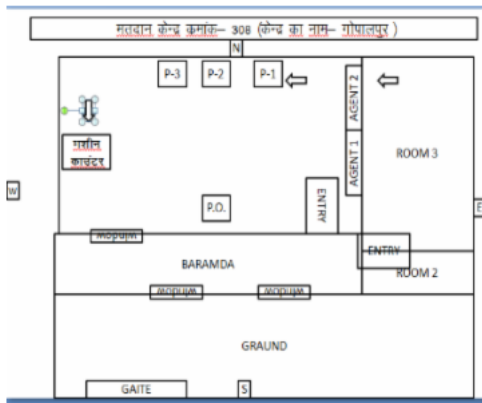 मतदान केन्द्र कमांक– 308 (केन्द्र का नाम– गोपालपुर )
N
P-3 P-2 P-1
AGENT 2
मशीन
काउंटर
AGENT 1
ROOM 3
W
P.O.
ENTRY
E
window
ENTRY
BARAMDA
ROOM 2
window window
GRAUND
GAITE
S